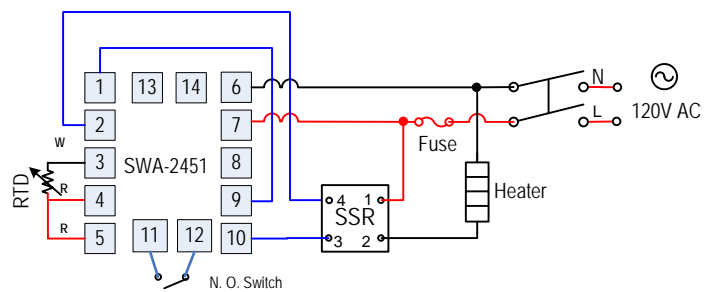 1 13 14 6 N
2 7 L 120V AC
Fuse
W 3 SWA-2451 8
RTD R 4 9 4 1 Heater
SSR
R 5 11 12 10 3 2
N. O. Switch